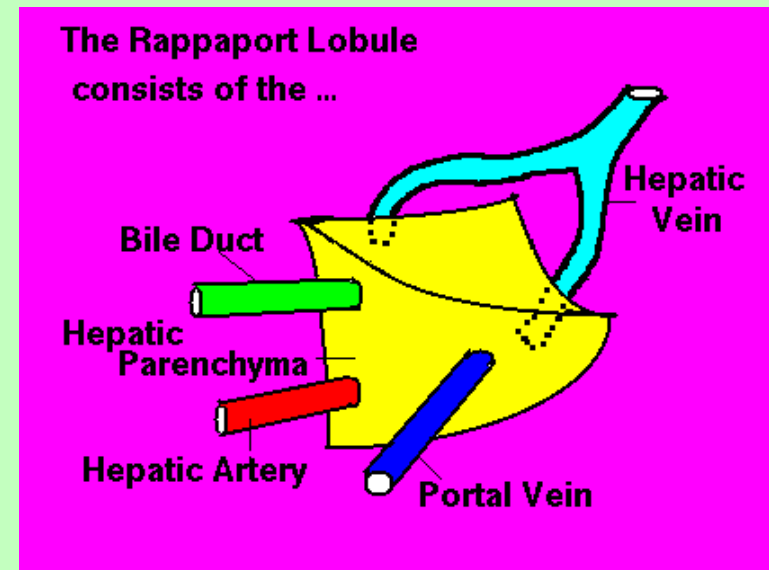 The Rappaport Lobule
consists of the ...
Hepatic
Vein
Bile Duct
Hepatic
Parenchyma
Hepatic Artery
Portal Vein